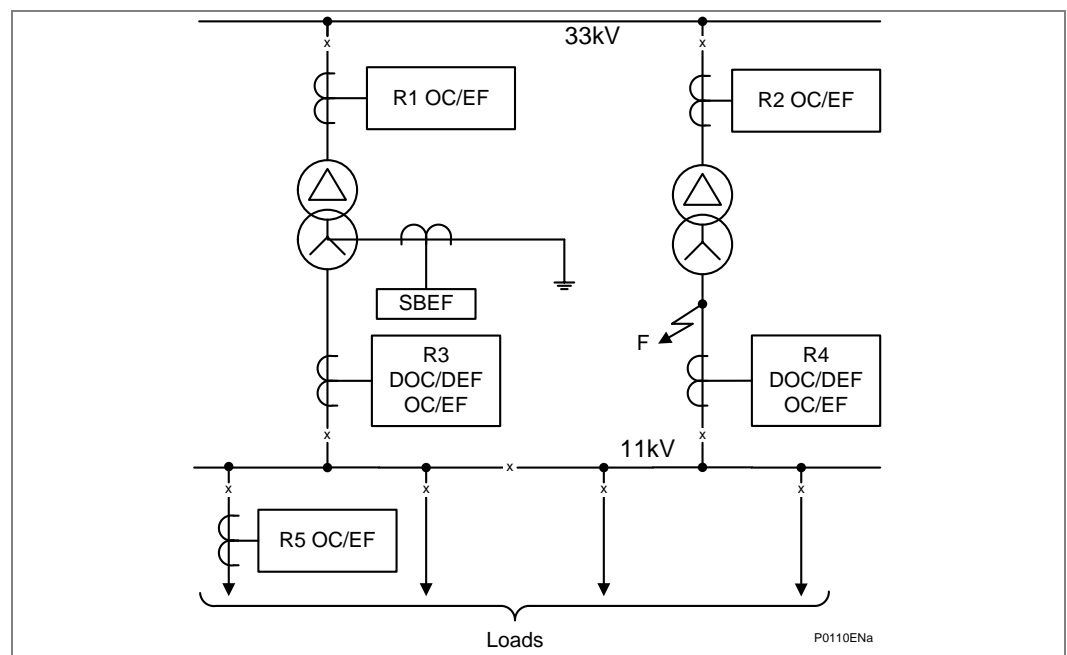 33kV
R1 OC/EF
R2 OC/EF
SBEF
F
R3
DOC/DEF
OC/EF
R4
DOC/DEF
OC/EF
11kV
R5 OC/EF
Loads
P0110ENa